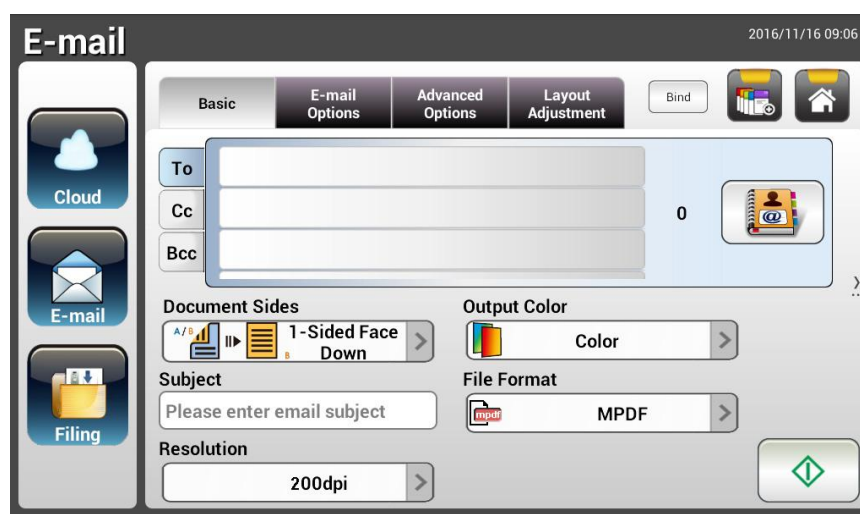 E-mail
2016/11/16 09:06
Basic
E-mail
Options
Advanced
Options
Layout
Adjustment
Bind
Cloud
E-mail
Filing
To
Cc
Bcc
0
@
Document Sides
A/B
B
1-Sided Face
Down
Output Color
Color
Subject
Please enter email subject
File Format
mpdf
MPDF
Resolution
200dpi